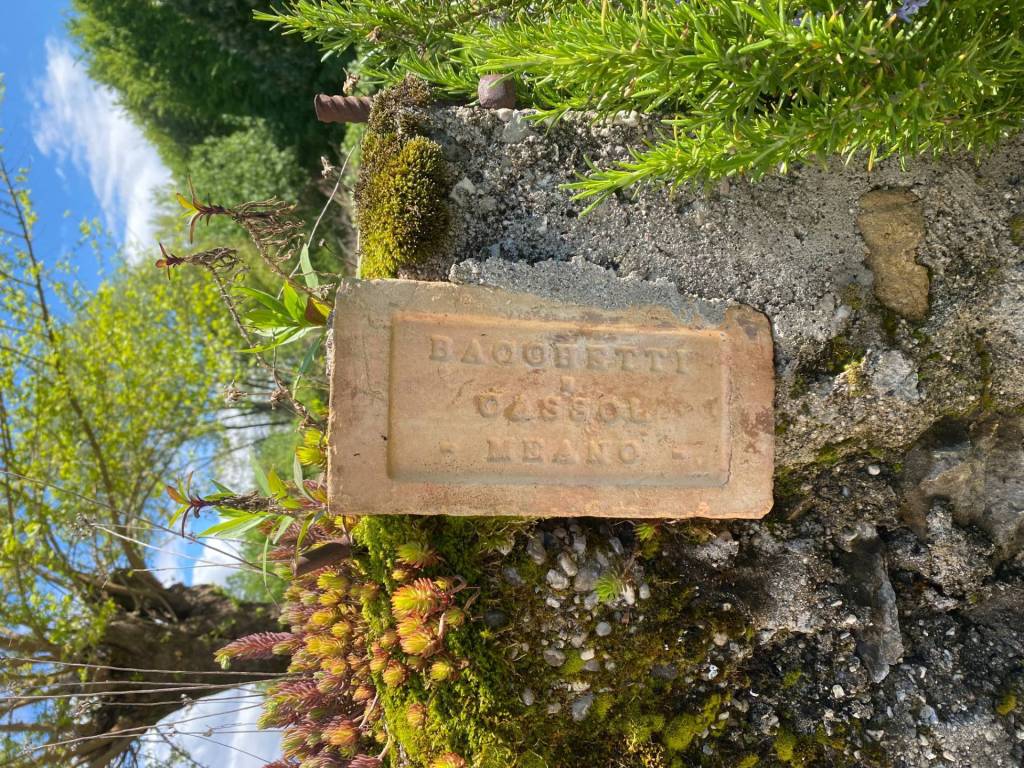 BACCHETTI
E
CASSOL
- MEANO -